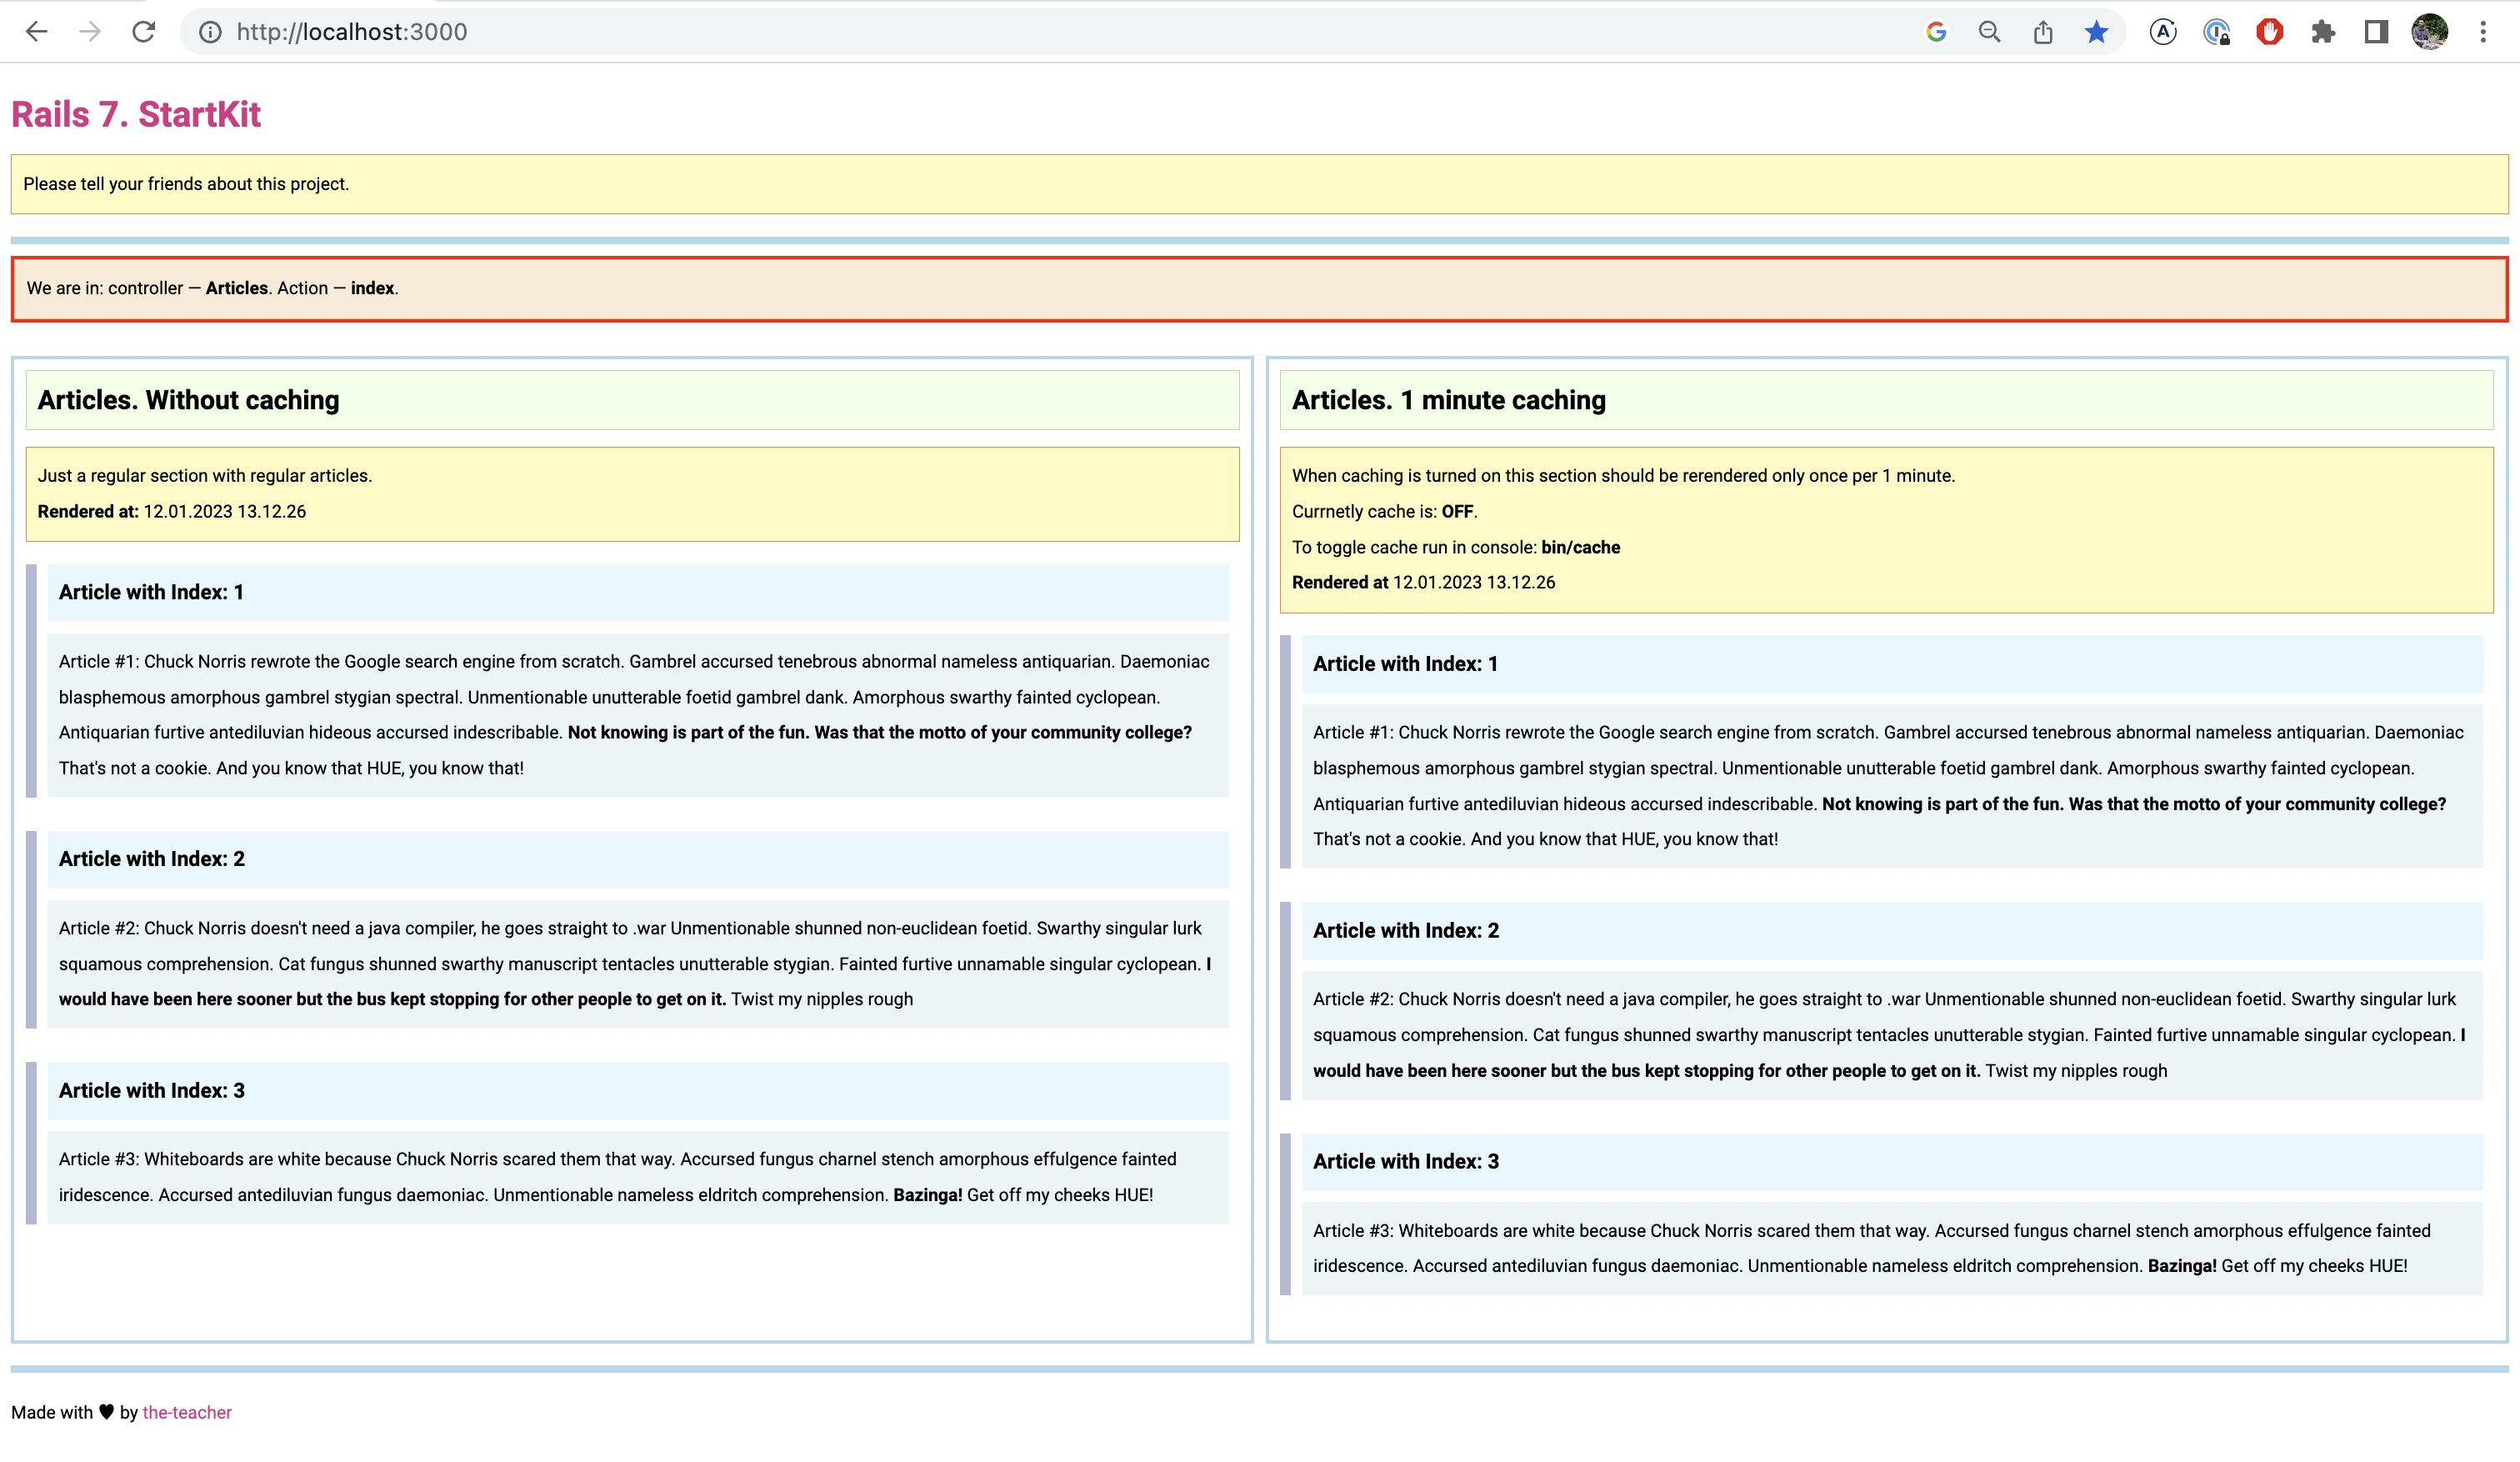 http://localhost:3000
Rails 7. StartKit
Please tell your friends about this project.
We are in: controller — Articles. Action — index.
Articles. Without caching
Just a regular section with regular articles.
Rendered at: 12.01.2023 13.12.26
Article with Index: 1
Article #1: Chuck Norris rewrote the Google search engine from scratch. Gambrel accursed tenebrous abnormal nameless antiquarian. Daemoniac
blasphemous amorphous gambrel stygian spectral. Unmentionable unutterable foetid gambrel dank. Amorphous swarthy fainted cyclopean.
Antiquarian furtive antediluvian hideous accursed indescribable. Not knowing is part of the fun. Was that the motto of your community college?
That's not a cookie. And you know that HUE, you know that!
Article with Index: 2
Article #2: Chuck Norris doesn't need a java compiler, he goes straight to .war Unmentionable shunned non-euclidean foetid. Swarthy singular lurk
squamous comprehension. Cat fungus shunned swarthy manuscript tentacles unutterable stygian. Fainted furtive unnamable singular cyclopean. I
would have been here sooner but the bus kept stopping for other people to get on it. Twist my nipples rough
Article with Index: 3
Article #3: Whiteboards are white because Chuck Norris scared them that way. Accursed fungus charnel stench amorphous effulgence fainted
iridescence. Accursed antediluvian fungus daemoniac. Unmentionable nameless eldritch comprehension. Bazinga! Get off my cheeks HUE!
Articles. 1 minute caching
When caching is turned on this section should be rerendered only once per 1 minute.
Currnetly cache is: OFF.
To toggle cache run in console: bin/cache
Rendered at 12.01.2023 13.12.26
Article with Index: 1
Article #1: Chuck Norris rewrote the Google search engine from scratch. Gambrel accursed tenebrous abnormal nameless antiquarian. Daemoniac
blasphemous amorphous gambrel stygian spectral. Unmentionable unutterable foetid gambrel dank. Amorphous swarthy fainted cyclopean.
Antiquarian furtive antediluvian hideous accursed indescribable. Not knowing is part of the fun. Was that the motto of your community college?
That's not a cookie. And you know that HUE, you know that!
Article with Index: 2
Article #2: Chuck Norris doesn't need a java compiler, he goes straight to .war Unmentionable shunned non-euclidean foetid. Swarthy singular lurk
squamous comprehension. Cat fungus shunned swarthy manuscript tentacles unutterable stygian. Fainted furtive unnamable singular cyclopean. I
would have been here sooner but the bus kept stopping for other people to get on it. Twist my nipples rough
Article with Index: 3
Article #3: Whiteboards are white because Chuck Norris scared them that way. Accursed fungus charnel stench amorphous effulgence fainted
iridescence. Accursed antediluvian fungus daemoniac. Unmentionable nameless eldritch comprehension. Bazinga! Get off my cheeks HUE!
Made with ♥ by the-teacher